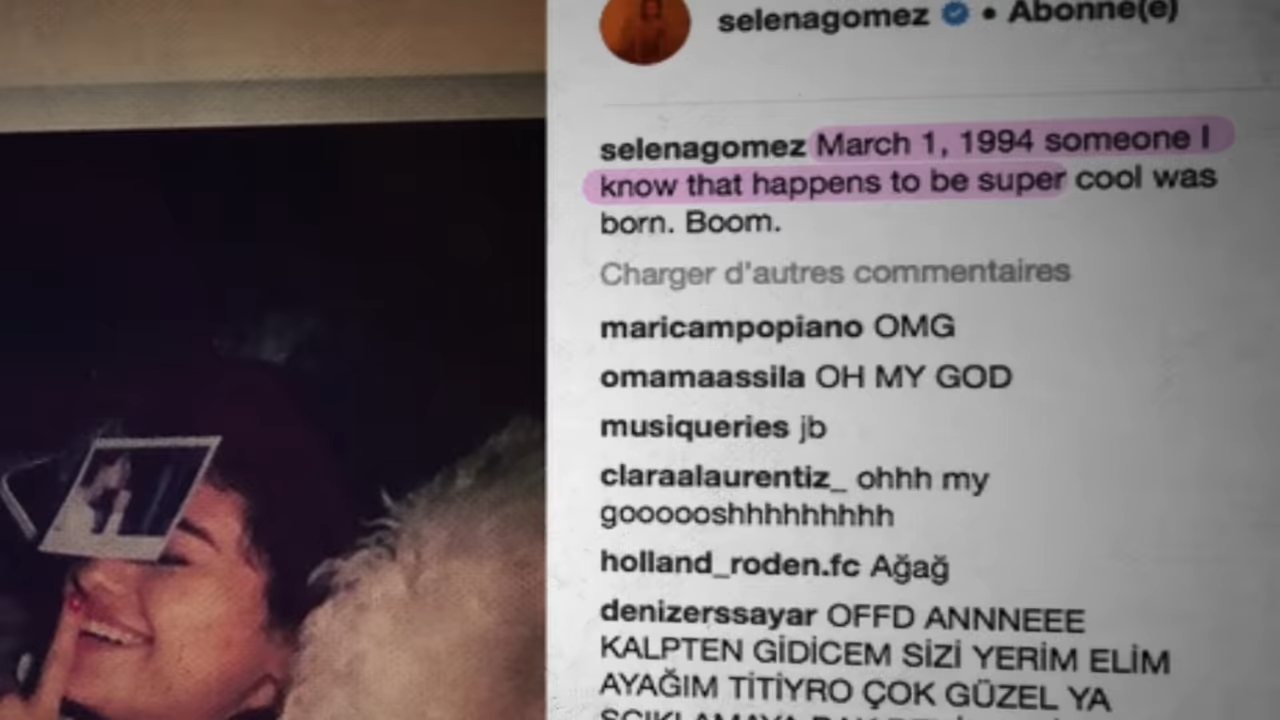 selenagomez • Abonné(e)
selenagomez March 1, 1994 someone I
know that happens to be super cool was
born. Boom.
Charger d'autres commentaires
maricampopiano OMG
omamaassila OH MY GOD
musiqueries jb
claraalaurentiz_ ohhh my
goooooshhhhhhhhhh
holland_roden.fc Ağağ
denizerssayar OFFD ANNNEEE
KALPTEN GİDİCEM SİZİ YERİM ELİM
AYAĞIM TİTİYRO ÇOK GÜZEL YA